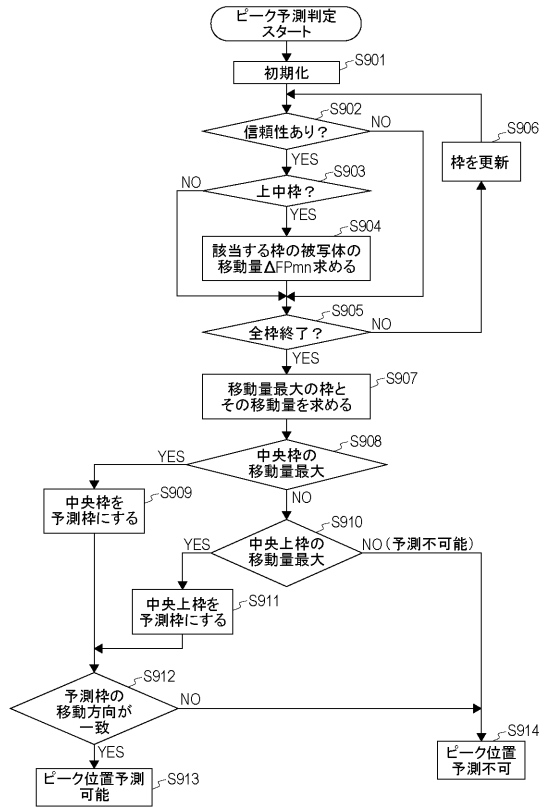 ピーク予測判定
スタート
S901
初期化
S902
信頼性あり?
NO
YES
S906
枠を更新
S903
上中枠?
NO
YES
S904
該当する枠の被写体の
移動量ΔFPmn求める
S905
全枠終了?
NO
YES
S907
移動量最大の枠と
その移動量を求める
S908
中央枠の
移動量最大
YES
NO
S909
中央枠を
予測枠にする
S910
中央上枠の
移動量最大
YES
NO(予測不可能)
S911
中央上枠を
予測枠にする
S912
予測枠の
移動方向が
一致
NO
YES
S913
ピーク位置予測
可能
S914
ピーク位置
予測不可